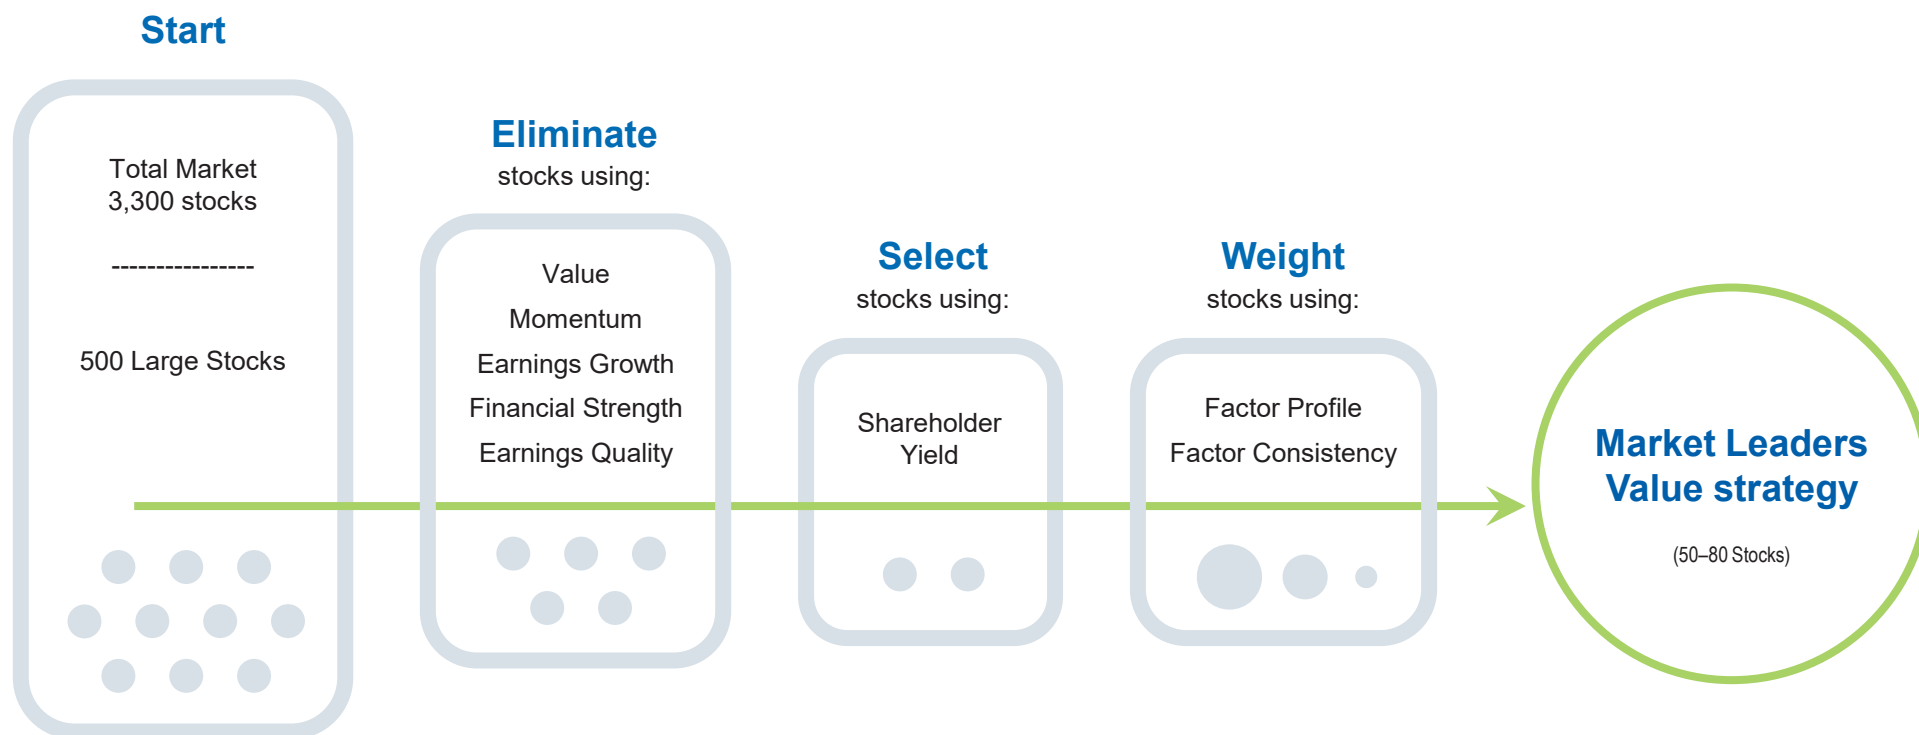 Start
Total Market
3,300 stocks
----------------
500 Large Stocks
Eliminate
stocks using:
Value
Momentum
Earnings Growth
Financial Strength
Earnings Quality
Select
stocks using:
Shareholder
Yield
Weight
stocks using:
Factor Profile
Factor Consistency
Market Leaders
Value strategy
(50–80 Stocks)